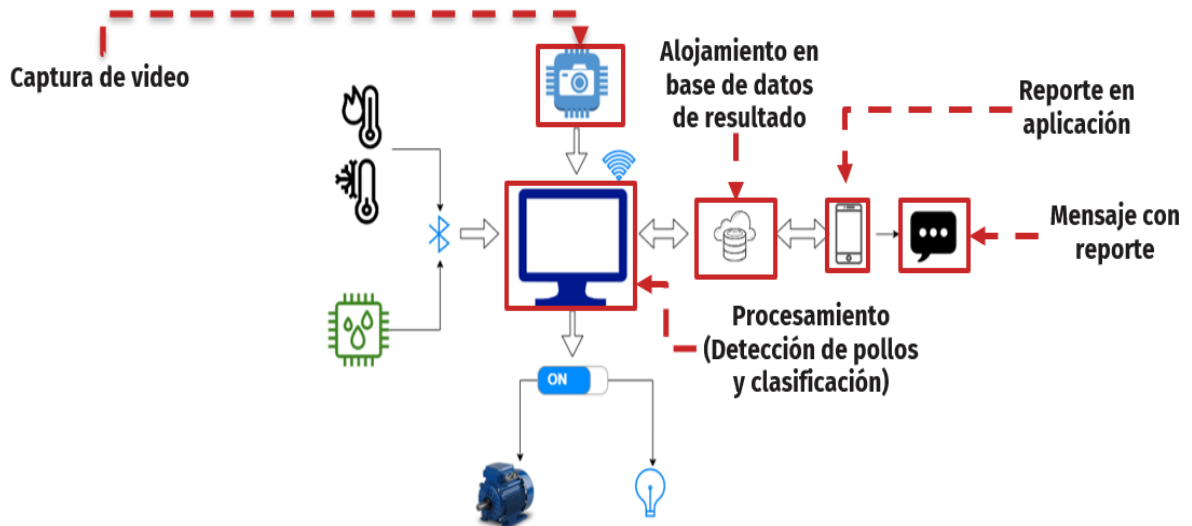 Captura de video
Alojamiento en
base de datos
de resultado
Reporte en
aplicación
Mensaje con
reporte
Procesamiento
(Detección de pollos
y clasificación)
ON